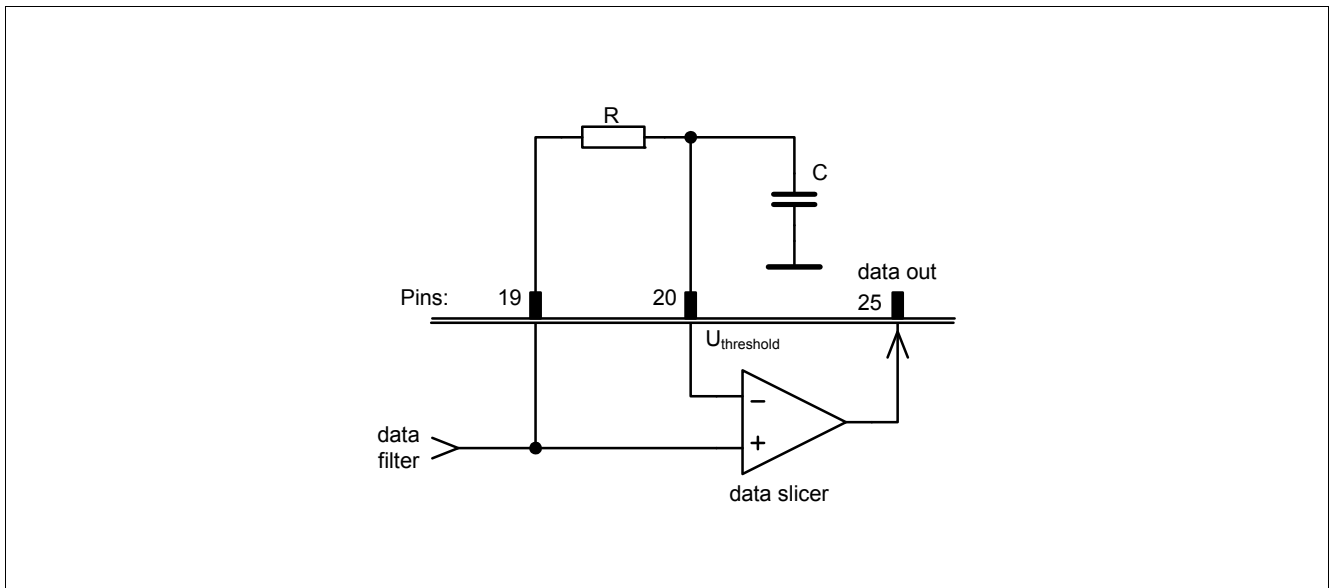 R
C
data out
Pins: 19 20 25
Uthreshold
−
+
data
filter
data slicer